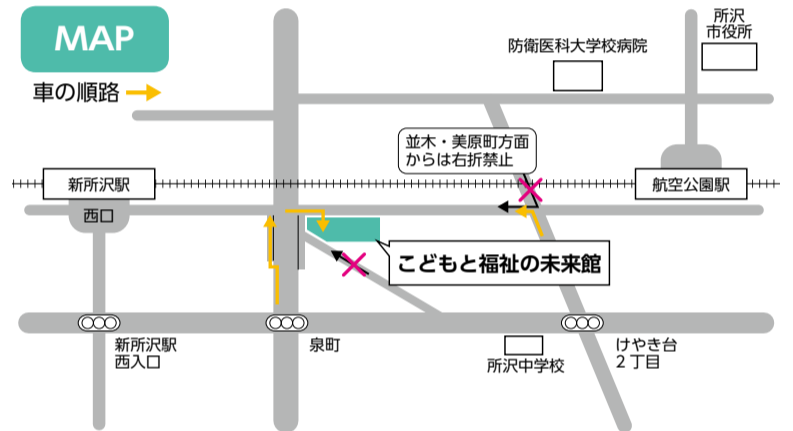 MAP
車の順路
防衛医科大学校病院
所沢
市役所
並木・美原町方面
からは右折禁止
新所沢駅
航空公園駅
西口
こどもと福祉の未来館
新所沢駅
西入口
泉町
所沢中学校
けやき台
2丁目